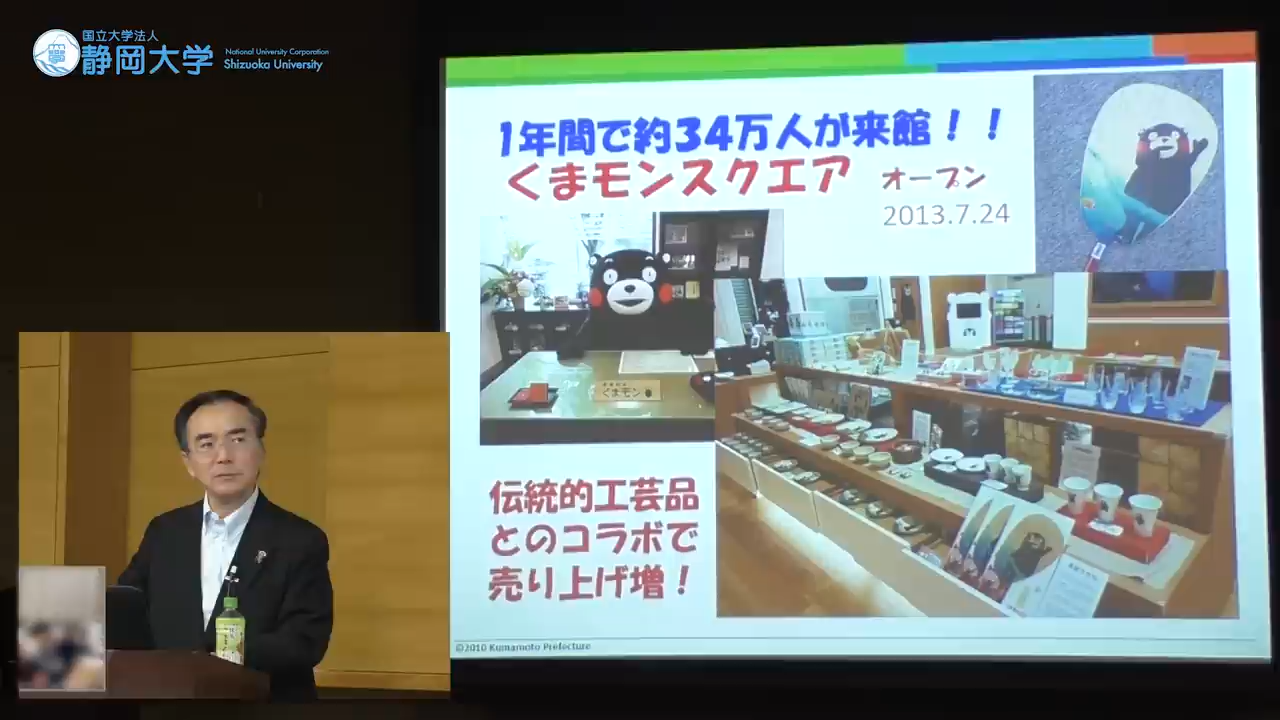 国立大学法人
静岡大学
National University Corporation
Shizuoka University
1年間で約34万人が来館！！
くまモンスクエア オープン
2013.7.24
くまモン
伝統的工芸品
とのコラボで
売り上げ増！
©2010 Kumamoto Prefecture